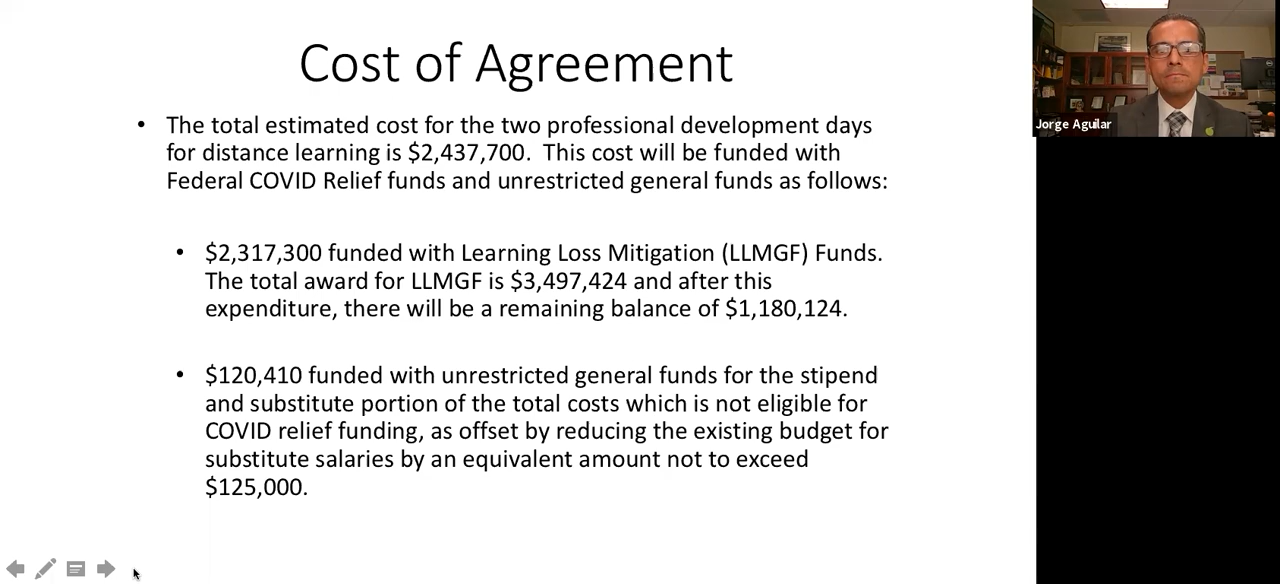 Cost of Agreement
• The total estimated cost for the two professional development days
for distance learning is $2,437,700.  This cost will be funded with
Federal COVID Relief funds and unrestricted general funds as follows:
• $2,317,300 funded with Learning Loss Mitigation (LLMGF) Funds.
The total award for LLMGF is $3,497,424 and after this
expenditure, there will be a remaining balance of $1,180,124.
• $120,410 funded with unrestricted general funds for the stipend
and substitute portion of the total costs which is not eligible for
COVID relief funding, as offset by reducing the existing budget for
substitute salaries by an equivalent amount not to exceed
$125,000.
Jorge Aguilar